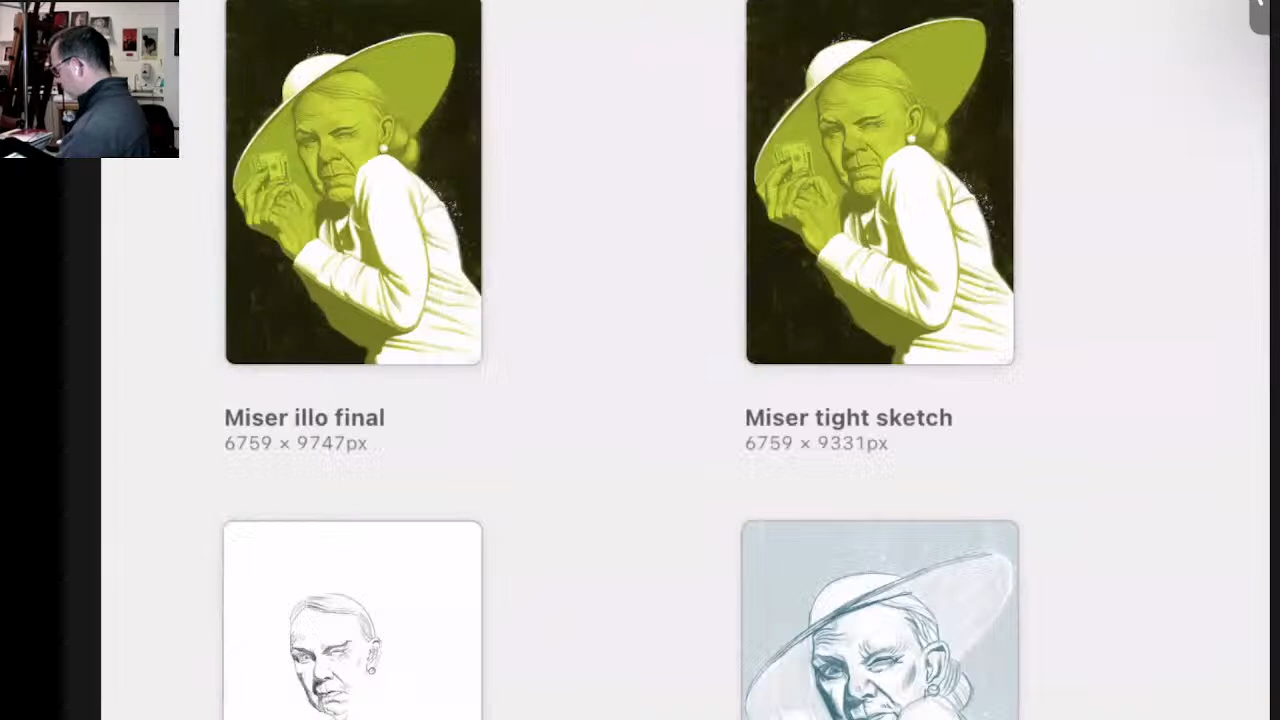 Miser illo final
6759 × 9747px
Miser tight sketch
6759 × 9331px